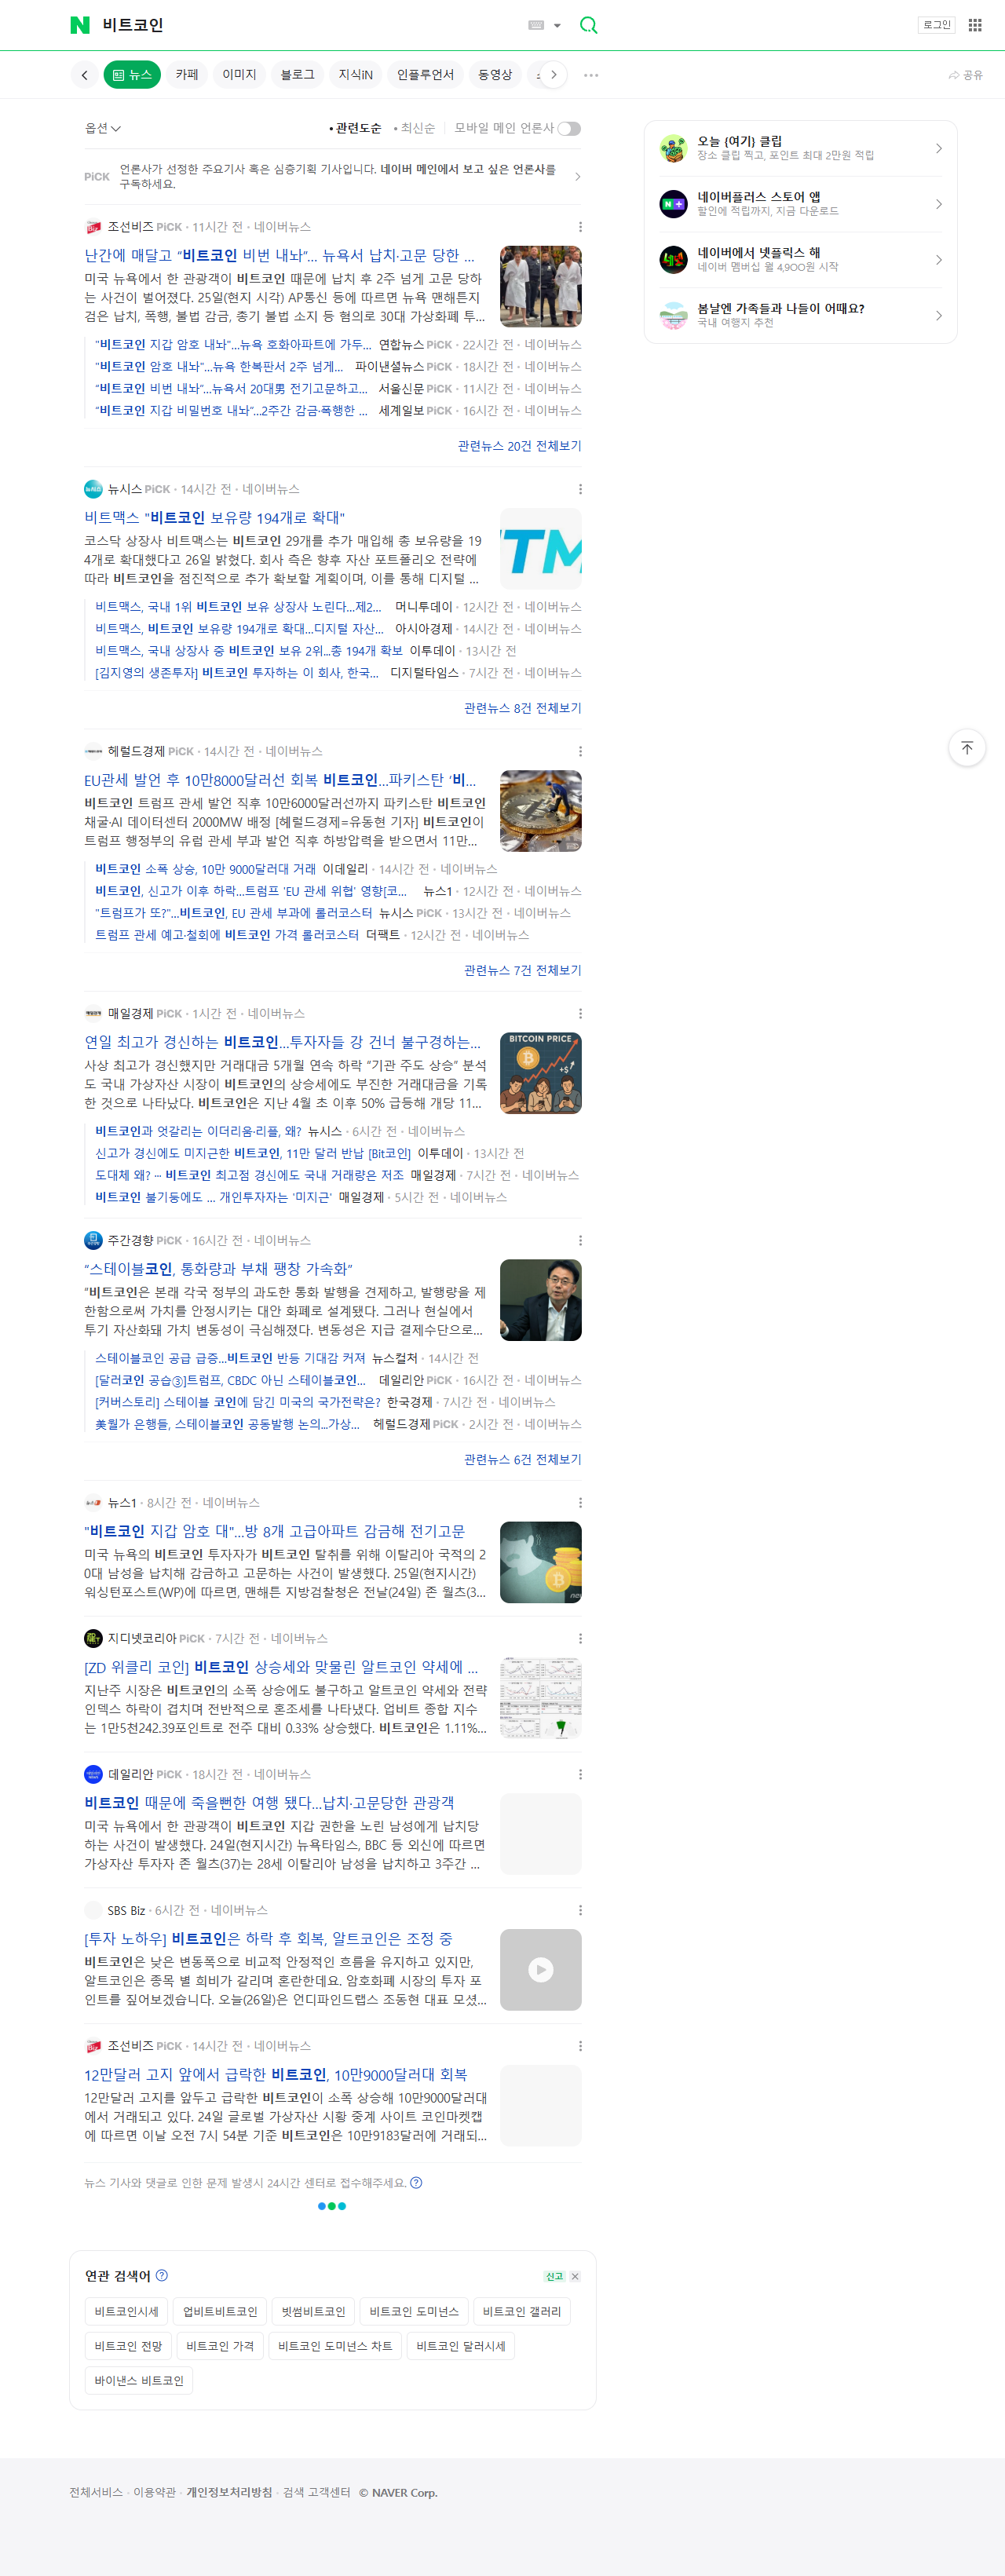 비트코인
로그인
뉴스
카페
이미지
블로그
지식iN
인플루언서
동영상
공유
옵션
관련도순
최신순
모바일 메인 언론사
PiCK 언론사가 선정한 주요기사 혹은 심층기획 기사입니다. 네이버 메인에서 보고 싶은 언론사를
구독하세요.
오늘 {여기} 클립
장소 클립 찍고, 포인트 최대 2만원 적립
네이버플러스 스토어 앱
할인에 적립까지, 지금 다운로드
네이버에서 넷플릭스 해
네이버 멤버십 월 4,900원 시작
봄날엔 가족들과 나들이 어때요?
국내 여행지 추천
조선비즈 PiCK · 11시간 전 · 네이버뉴스
난간에 매달고 “비트코인 비번 내놔”... 뉴욕서 납치·고문 당한 ...
미국 뉴욕에서 한 관광객이 비트코인 때문에 납치 후 2주 넘게 고문 당하
는 사건이 벌어졌다. 25일(현지 시각) AP통신 등에 따르면 뉴욕 맨해튼지
검은 납치, 폭행, 불법 감금, 총기 불법 소지 등 혐의로 30대 가상화폐 투...
"비트코인 지갑 암호 내놔"...뉴욕 호화아파트에 가두... 연합뉴스 PiCK · 22시간 전 · 네이버뉴스
"비트코인 암호 내놔"...뉴욕 한복판서 2주 넘게... 파이낸셜뉴스 PiCK · 18시간 전 · 네이버뉴스
“비트코인 비번 내놔”...뉴욕서 20대男 전기고문하고... 서울신문 PiCK · 11시간 전 · 네이버뉴스
“비트코인 지갑 비밀번호 내놔”...2주간 감금·폭행한 ... 세계일보 PiCK · 16시간 전 · 네이버뉴스
관련뉴스 20건 전체보기
뉴시스 PiCK · 14시간 전 · 네이버뉴스
비트맥스 "비트코인 보유량 194개로 확대"
코스닥 상장사 비트맥스는 비트코인 29개를 추가 매입해 총 보유량을 19
4개로 확대했다고 26일 밝혔다. 회사 측은 향후 자산 포트폴리오 전략에
따라 비트코인을 점진적으로 추가 확보할 계획이며, 이를 통해 디지털 ...
TM
비트맥스, 국내 1위 비트코인 보유 상장사 노린다...제2... 머니투데이 · 12시간 전 · 네이버뉴스
비트맥스, 비트코인 보유량 194개로 확대...디지털 자산... 아시아경제 · 14시간 전 · 네이버뉴스
비트맥스, 국내 상장사 중 비트코인 보유 2위...총 194개 확보 이투데이 · 13시간 전
[김지영의 생존투자] 비트코인 투자하는 이 회사, 한국... 디지털타임스 · 7시간 전 · 네이버뉴스
관련뉴스 8건 전체보기
헤럴드경제 PiCK · 14시간 전 · 네이버뉴스
EU관세 발언 후 10만8000달러선 회복 비트코인...파키스탄 ‘비...
비트코인 트럼프 관세 발언 직후 10만6000달러선까지 파키스탄 비트코인
채굴·AI 데이터센터 2000MW 배정 [헤럴드경제=유동현 기자] 비트코인이
트럼프 행정부의 유럽 관세 부과 발언 직후 하방압력을 받으면서 11만...
비트코인 소폭 상승, 10만 9000달러대 거래 이데일리 · 14시간 전 · 네이버뉴스
비트코인, 신고가 이후 하락...트럼프 'EU 관세 위협' 영향[코... 뉴스1 · 12시간 전 · 네이버뉴스
"트럼프가 또?"...비트코인, EU 관세 부과에 롤러코스터 뉴시스 PiCK · 13시간 전 · 네이버뉴스
트럼프 관세 예고·철회에 비트코인 가격 롤러코스터 더팩트 · 12시간 전 · 네이버뉴스
관련뉴스 7건 전체보기
매일경제 PiCK · 1시간 전 · 네이버뉴스
연일 최고가 경신하는 비트코인...투자자들 강 건너 불구경하는...
사상 최고가 경신했지만 거래대금 5개월 연속 하락 “기관 주도 상승” 분석
도 국내 가상자산 시장이 비트코인의 상승세에도 부진한 거래대금을 기록
한 것으로 나타났다. 비트코인은 지난 4월 초 이후 50% 급등해 개당 11...
BITCOIN PRICE
+$
비트코인과 엇갈리는 이더리움·리플, 왜? 뉴시스 · 6시간 전 · 네이버뉴스
신고가 경신에도 미지근한 비트코인, 11만 달러 반납 [Bit코인] 이투데이 · 13시간 전
도대체 왜? ··· 비트코인 최고점 경신에도 국내 거래량은 저조 매일경제 · 7시간 전 · 네이버뉴스
비트코인 불기둥에도 ... 개인투자자는 '미지근' 매일경제 · 5시간 전 · 네이버뉴스
주간경향 PiCK · 16시간 전 · 네이버뉴스
“스테이블코인, 통화량과 부채 팽창 가속화”
“비트코인은 본래 각국 정부의 과도한 통화 발행을 견제하고, 발행량을 제
한함으로써 가치를 안정시키는 대안 화폐로 설계됐다. 그러나 현실에서
투기 자산화돼 가치 변동성이 극심해졌다. 변동성은 지급 결제수단으로...
스테이블코인 공급 급증...비트코인 반등 기대감 커져 뉴스컬처 · 14시간 전
[달러코인 공습③]트럼프, CBDC 아닌 스테이블코인... 데일리안 PiCK · 16시간 전 · 네이버뉴스
[커버스토리] 스테이블 코인에 담긴 미국의 국가전략은? 한국경제 · 7시간 전 · 네이버뉴스
美월가 은행들, 스테이블코인 공동발행 논의...가상... 헤럴드경제 PiCK · 2시간 전 · 네이버뉴스
관련뉴스 6건 전체보기
뉴스1 · 8시간 전 · 네이버뉴스
"비트코인 지갑 암호 대"...방 8개 고급아파트 감금해 전기고문
미국 뉴욕의 비트코인 투자자가 비트코인 탈취를 위해 이탈리아 국적의 2
0대 남성을 납치해 감금하고 고문하는 사건이 발생했다. 25일(현지시간)
워싱턴포스트(WP)에 따르면, 맨해튼 지방검찰청은 전날(24일) 존 월츠(3...
지디넷코리아 PiCK · 7시간 전 · 네이버뉴스
[ZD 위클리 코인] 비트코인 상승세와 맞물린 알트코인 약세에 ...
지난주 시장은 비트코인의 소폭 상승에도 불구하고 알트코인 약세와 전략
인덱스 하락이 겹치며 전반적으로 혼조세를 나타냈다. 업비트 종합 지수
는 1만5천242.39포인트로 전주 대비 0.33% 상승했다. 비트코인은 1.11%...
데일리안 PiCK · 18시간 전 · 네이버뉴스
비트코인 때문에 죽을뻔한 여행 됐다...납치·고문당한 관광객
미국 뉴욕에서 한 관광객이 비트코인 지갑 권한을 노린 남성에게 납치당
하는 사건이 발생했다. 24일(현지시간) 뉴욕타임스, BBC 등 외신에 따르면
가상자산 투자자 존 월츠(37)는 28세 이탈리아 남성을 납치하고 3주간 ...
SBS Biz · 6시간 전 · 네이버뉴스
[투자 노하우] 비트코인은 하락 후 회복, 알트코인은 조정 중
비트코인은 낮은 변동폭으로 비교적 안정적인 흐름을 유지하고 있지만,
알트코인은 종목 별 희비가 갈리며 혼란한데요. 암호화폐 시장의 투자 포
인트를 짚어보겠습니다. 오늘(26일)은 언디파인드랩스 조동현 대표 모셨...
조선비즈 PiCK · 14시간 전 · 네이버뉴스
12만달러 고지 앞에서 급락한 비트코인, 10만9000달러대 회복
12만달러 고지를 앞두고 급락한 비트코인이 소폭 상승해 10만9000달러대
에서 거래되고 있다. 24일 글로벌 가상자산 시황 중계 사이트 코인마켓캡
에 따르면 이날 오전 7시 54분 기준 비트코인은 10만9183달러에 거래되...
뉴스 기사와 댓글로 인한 문제 발생시 24시간 센터로 접수해주세요.
연관 검색어
신고
비트코인시세
업비트비트코인
빗썸비트코인
비트코인 도미넌스
비트코인 갤러리
비트코인 전망
비트코인 가격
비트코인 도미넌스 차트
비트코인 달러시세
바이낸스 비트코인
전체서비스 · 이용약관 · 개인정보처리방침 · 검색 고객센터 © NAVER Corp.